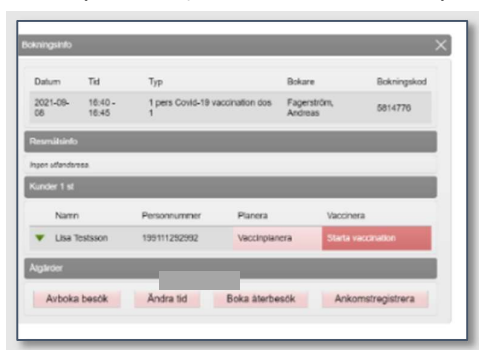 Bokningsinfo
Datum Tid Typ Bokare Bokningskod
2021-09-06 16:40 - 16:45 1 pers Covid-19 vaccination dos 1 Fagerström, Andreas 5814776
Resmålsinfo
Ingen utlandsresa.
Kunder 1 st
Namn Personnummer Planera Vaccinera
Lisa Testsson 199111292992 Vaccinplanera Starta vaccination
Åtgärder
Avboka besök Ändra tid Boka återbesök Ankomstregistrera